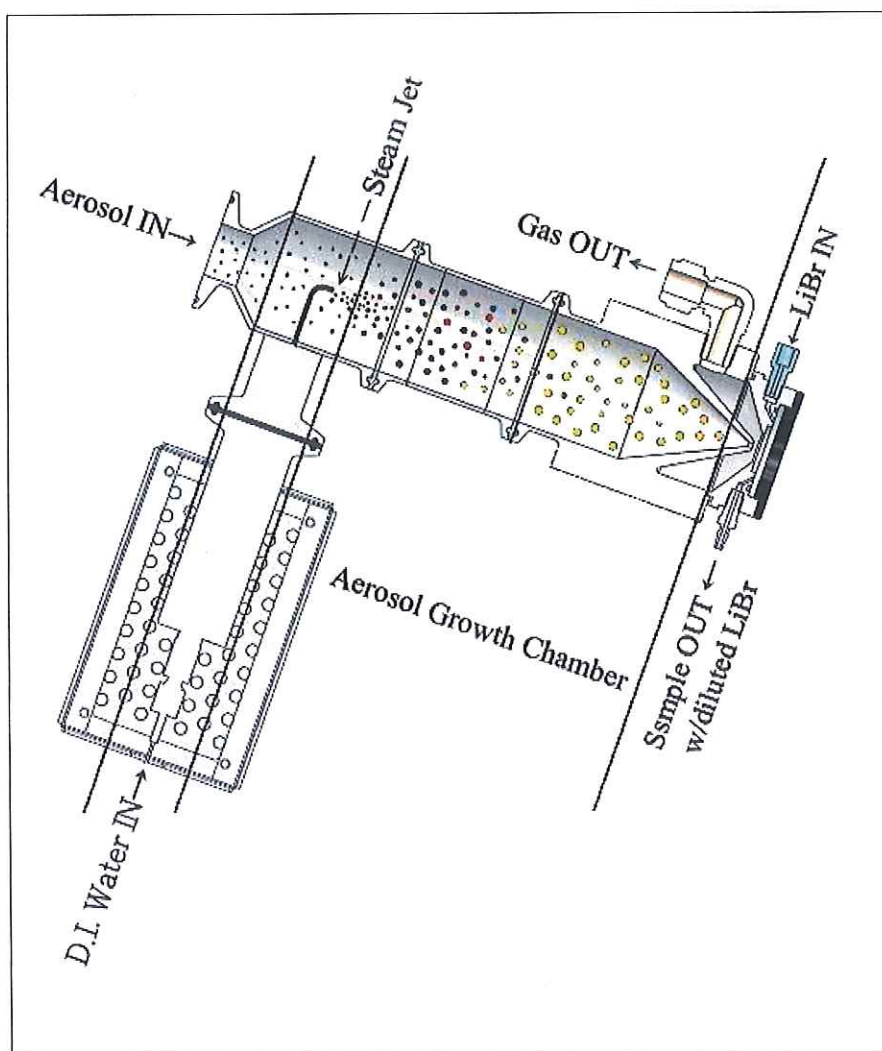 Steam Jet
Aerosol IN→
Gas OUT
LiBr IN
Aerosol Growth Chamber
Ssmple OUT
w/diluted LiBr
D.I. Water IN